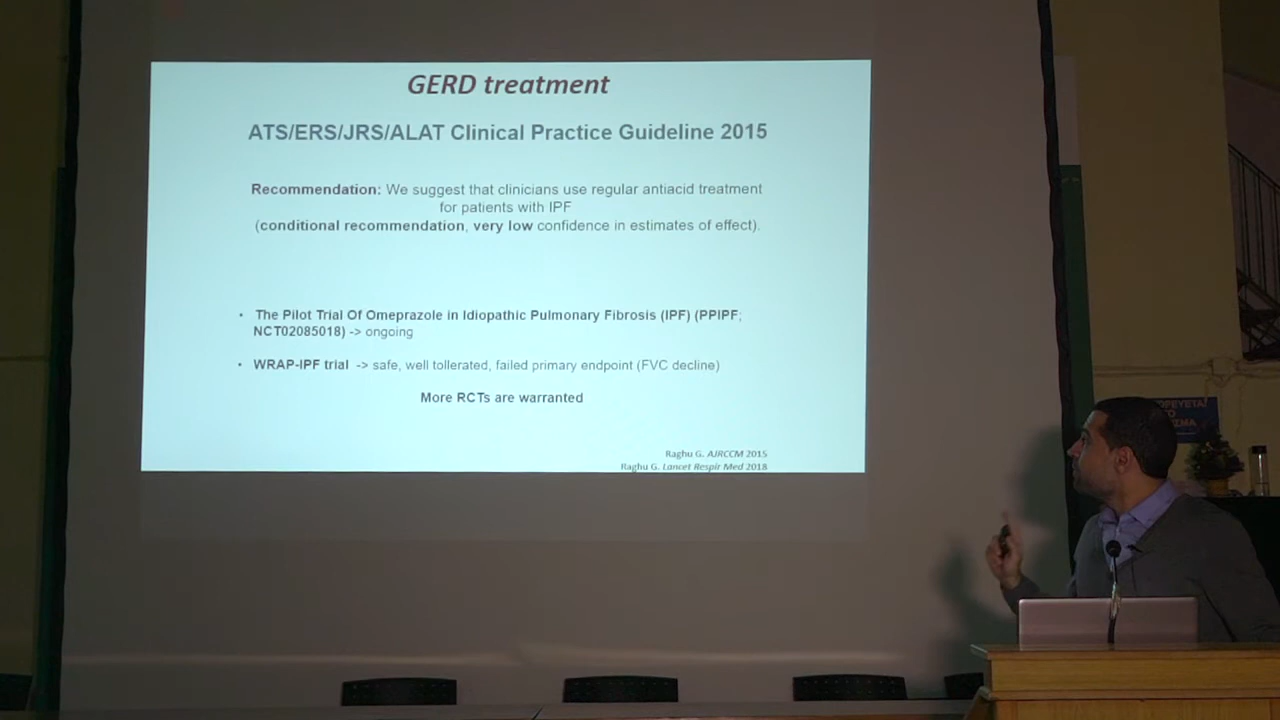 GERD treatment
ATS/ERS/JRS/ALAT Clinical Practice Guideline 2015
Recommendation: We suggest that clinicians use regular antiacid treatment
for patients with IPF
(conditional recommendation, very low confidence in estimates of effect).
• The Pilot Trial Of Omeprazole in Idiopathic Pulmonary Fibrosis (IPF) (PPIPF;
NCT02085018) -> ongoing
• WRAP-IPF trial -> safe, well tollerated, failed primary endpoint (FVC decline)
More RCTs are warranted
Raghu G. AJRCCM 2015
Raghu G. Lancet Respir Med 2018